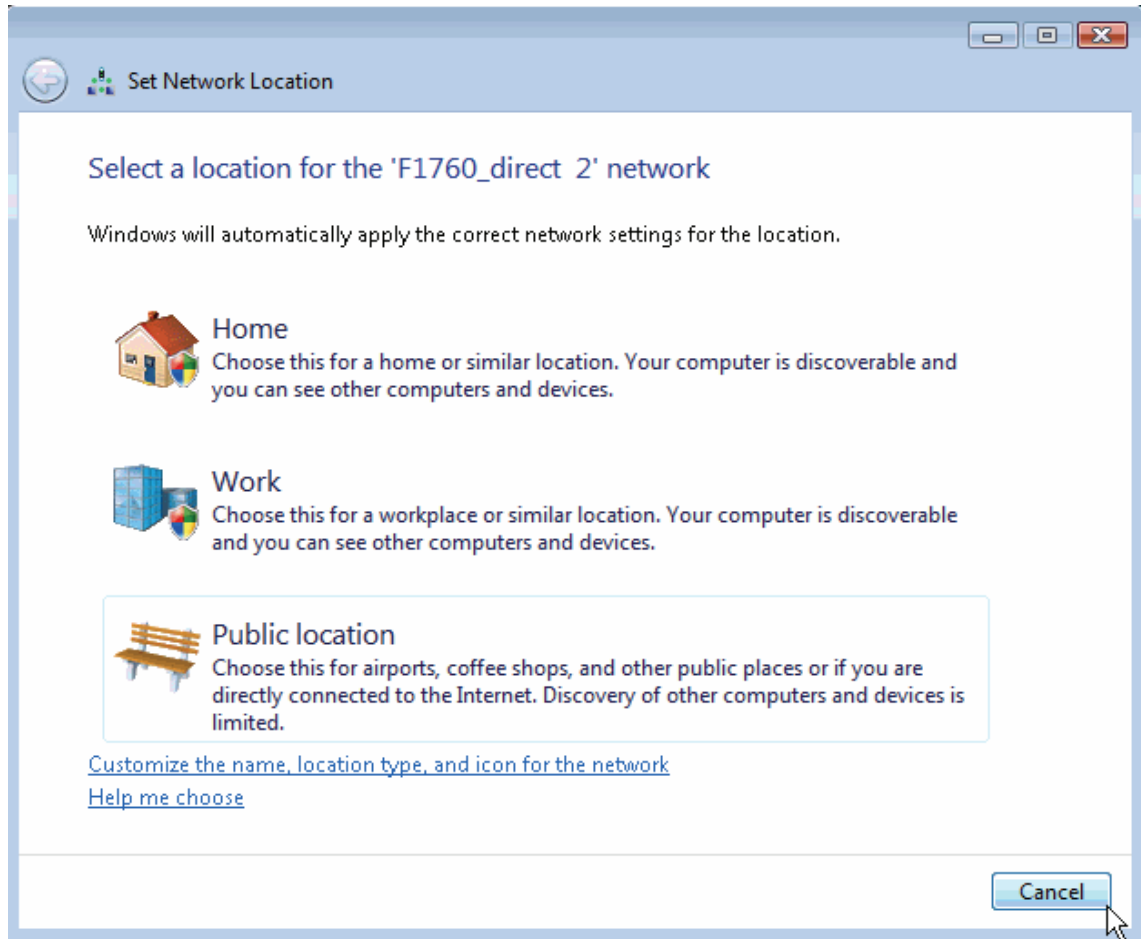 Set Network Location
Select a location for the 'F1760_direct  2' network
Windows will automatically apply the correct network settings for the location.
Home
Choose this for a home or similar location. Your computer is discoverable and
you can see other computers and devices.
Work
Choose this for a workplace or similar location. Your computer is discoverable
and you can see other computers and devices.
Public location
Choose this for airports, coffee shops, and other public places or if you are
directly connected to the Internet. Discovery of other computers and devices is
limited.
Customize the name, location type, and icon for the network
Help me choose
Cancel